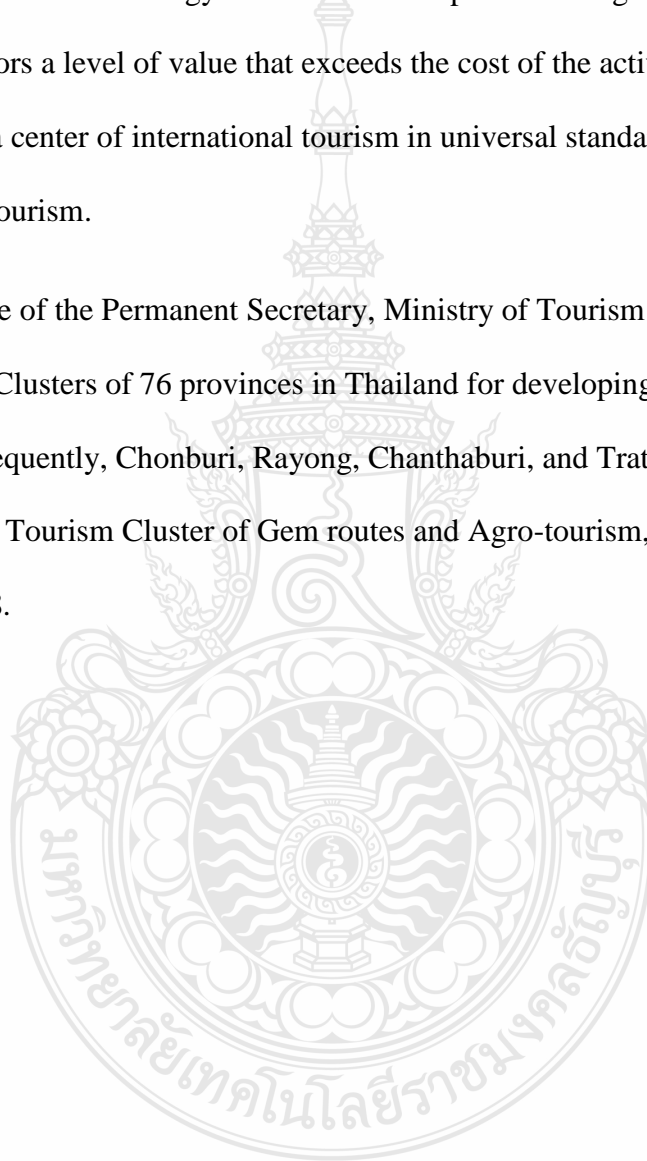 ors a level of value that exceeds the cost of the acti
center of international tourism in universal standa
ourism.
e of the Permanent Secretary, Ministry of Tourism
Clusters of 76 provinces in Thailand for developing
equently, Chonburi, Rayong, Chanthaburi, and Trat
Tourism Cluster of Gem routes and Agro-tourism,
มหาวิทยาลัยเทคโนโลยีราชมงคลธัญบุรี